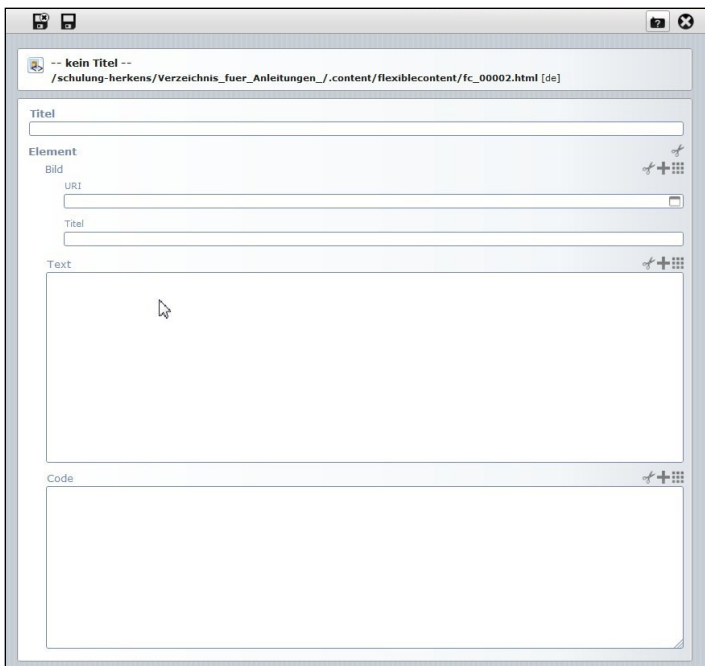 -- kein Titel --
/schulung-herkens/Verzeichnis_fuer_Anleitungen_/.content/flexiblecontent/fc_00002.html [de]
Titel
Element
Bild
URI
Titel
Text
Code